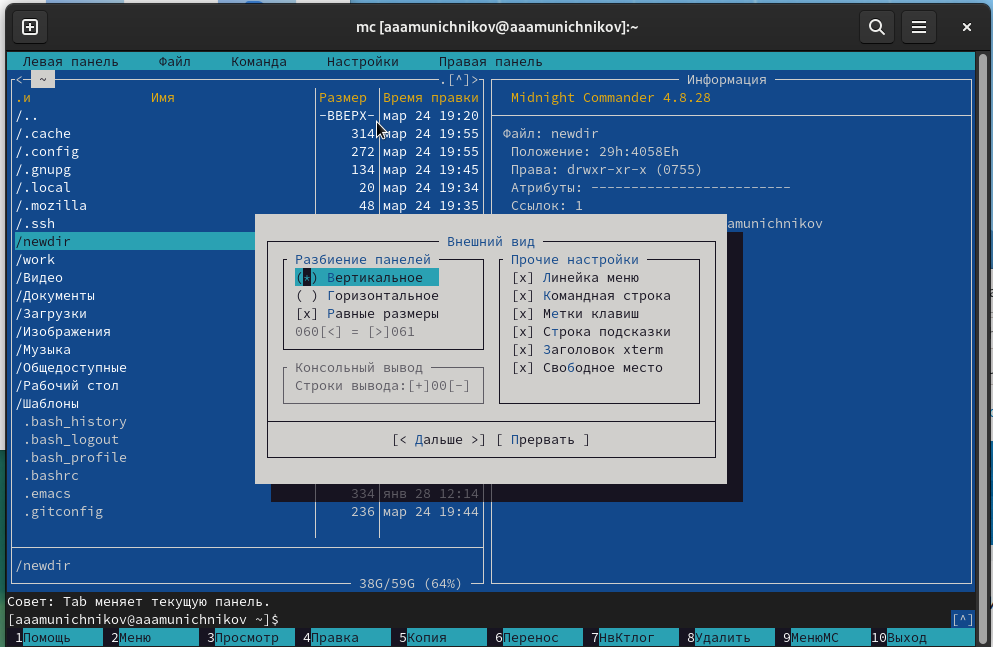 mc [aaamunichnikov@aaamunichnikov]:~
Левая панель Файл Команда Настройки Правая панель
<— ~ .[^]> Информация
.и Имя Размер Время правки Midnight Commander 4.8.28
/.. -ВВЕРХ- мар 24 19:20
/.cache 314 мар 24 19:55 Файл: newdir
/.config 272 мар 24 19:55 Положение: 29h:4058Eh
/.gnupg 134 мар 24 19:45 Права: drwxr-xr-x (0755)
/.local 20 мар 24 19:34 Атрибуты: -------------------------
/.mozilla 48 мар 24 19:35 Ссылок: 1
/.ssh amunichnikov
/newdir
/work
/Видео
/Документы
/Загрузки
/Изображения
/Музыка
/Общедоступные
/Рабочий стол
/Шаблоны
.bash_history
.bash_logout
.bash_profile
.bashrc
.emacs 334 янв 28 12:14
.gitconfig 236 мар 24 19:44
Внешний вид
Разбиение панелей
(*) Вертикальное
( ) Горизонтальное
[x] Равные размеры
060[<] = [>]061
Консольный вывод
Строки вывода:[+]00[-]
Прочие настройки
[x] Линейка меню
[x] Командная строка
[x] Метки клавиш
[x] Строка подсказки
[x] Заголовок xterm
[x] Свободное место
[< Дальше >] [ Прервать ]
/newdir
38G/59G (64%)
Совет: Tab меняет текущую панель.
[aaamunichnikov@aaamunichnikov ~]$ [^]
1Помощь 2Меню 3Просмотр 4Правка 5Копия 6Перенос 7НвКтлог 8Удалить 9МенюMC 10Выход